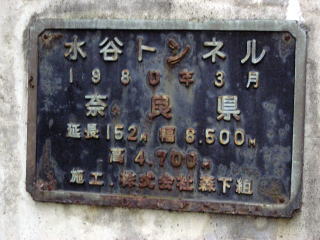 水谷トンネル
1980年3月
奈良県
延長152m 幅6.500m
高4.700m
施工 株式会社森下組